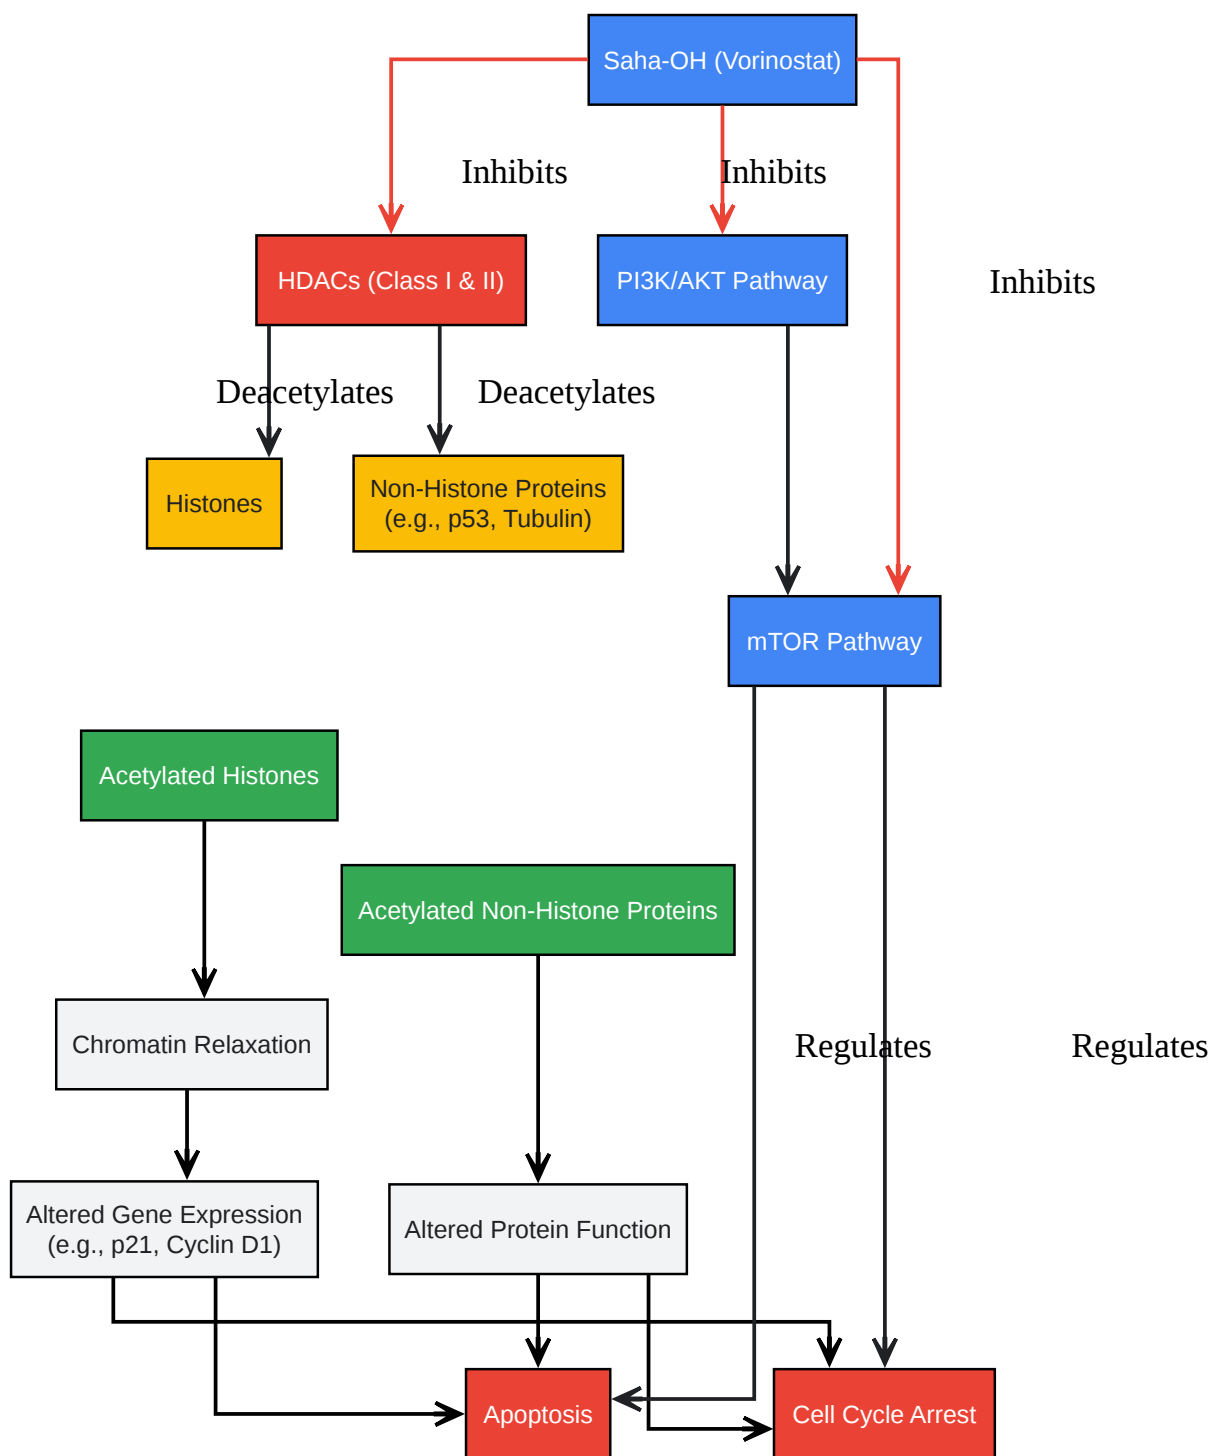 Saha-OH (Vorinostat)
Inhibits
Inhibits
HDACs (Class I & II)
PI3K/AKT Pathway
Inhibits
Deacetylates
Deacetylates
Histones
Non-Histone Proteins
(e.g., p53, Tubulin)
mTOR Pathway
Acetylated Histones
Acetylated Non-Histone Proteins
Chromatin Relaxation
Regulates
Regulates
Altered Gene Expression
(e.g., p21, Cyclin D1)
Altered Protein Function
Apoptosis
Cell Cycle Arrest